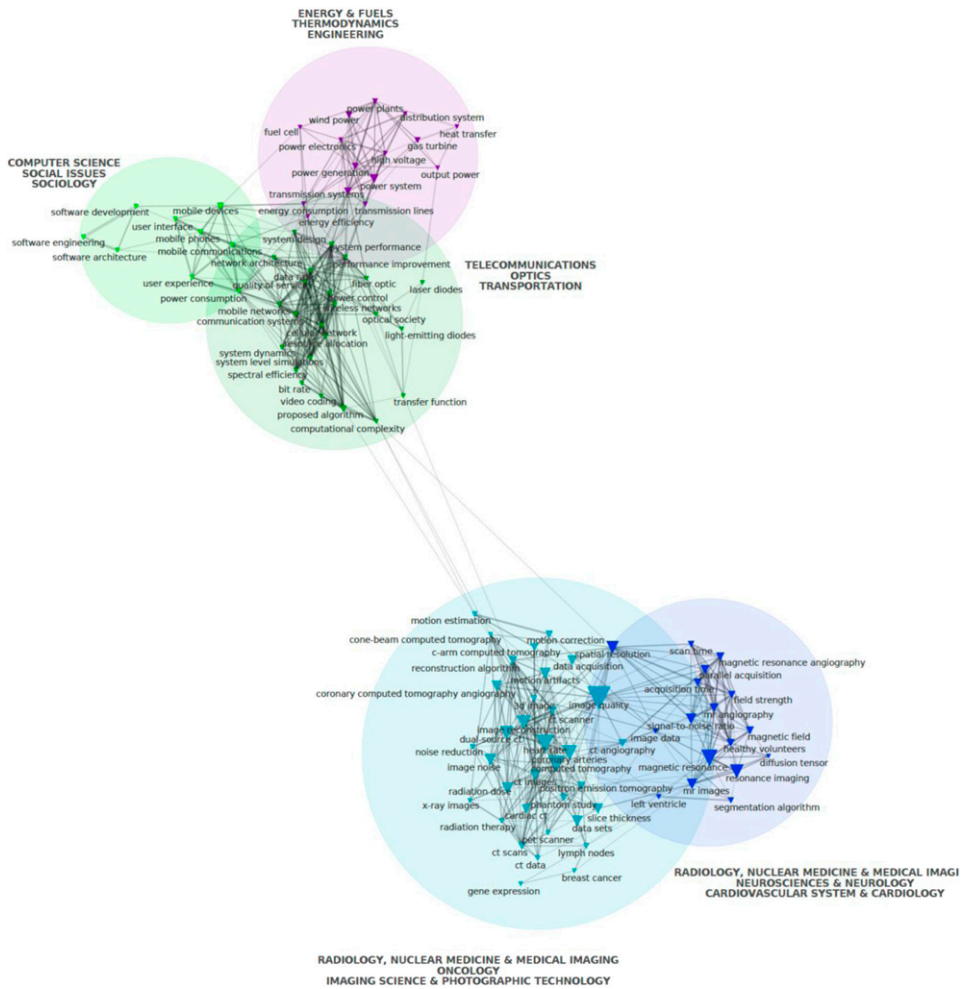 ENERGY & FUELS
THERMODYNAMICS
ENGINEERING
power plants
wind power
distribution system
fuel cell
heat transfer
power electronics
gas turbine
high voltage
power generation
output power
power system
transmission systems
energy consumption
transmission lines
energy efficiency
COMPUTER SCIENCE
SOCIAL ISSUES
SOCIOLOGY
software development
mobile devices
user interface
software engineering
mobile phones
software architecture
mobile communications
user experience
power consumption
TELECOMMUNICATIONS
OPTICS
TRANSPORTATION
system design
system performance
network architecture
performance improvement
quality of service
fiber optic
laser diodes
power control
mobile networks
wireless networks
communication systems
optical society
light-emitting diodes
resource allocation
system dynamics
system level simulations
spectral efficiency
bit rate
video coding
transfer function
proposed algorithm
computational complexity
motion estimation
cone-beam computed tomography
motion correction
c-arm computed tomography
spatial resolution
reconstruction algorithm
data acquisition
motion artifacts
coronary computed tomography angiography
3d image
image quality
ct scanner
image reconstruction
dual-source ct
heart rate
noise reduction
ct angiography
coronary arteries
image noise
computed tomography
ct images
radiation dose
positron emission tomography
x-ray images
phantom study
cardiac ct
slice thickness
radiation therapy
data sets
pet scanner
ct scans
lymph nodes
ct data
breast cancer
gene expression
scan time
magnetic resonance angiography
parallel acquisition
acquisition time
field strength
mr angiography
signal-to-noise ratio
image data
magnetic field
healthy volunteers
diffusion tensor
magnetic resonance
resonance imaging
mr images
left ventricle
segmentation algorithm
RADIOLOGY, NUCLEAR MEDICINE & MEDICAL IMAGI
NEUROSCIENCES & NEUROLOGY
CARDIOVASCULAR SYSTEM & CARDIOLOGY
RADIOLOGY, NUCLEAR MEDICINE & MEDICAL IMAGING
ONCOLOGY
IMAGING SCIENCE & PHOTOGRAPHIC TECHNOLOGY